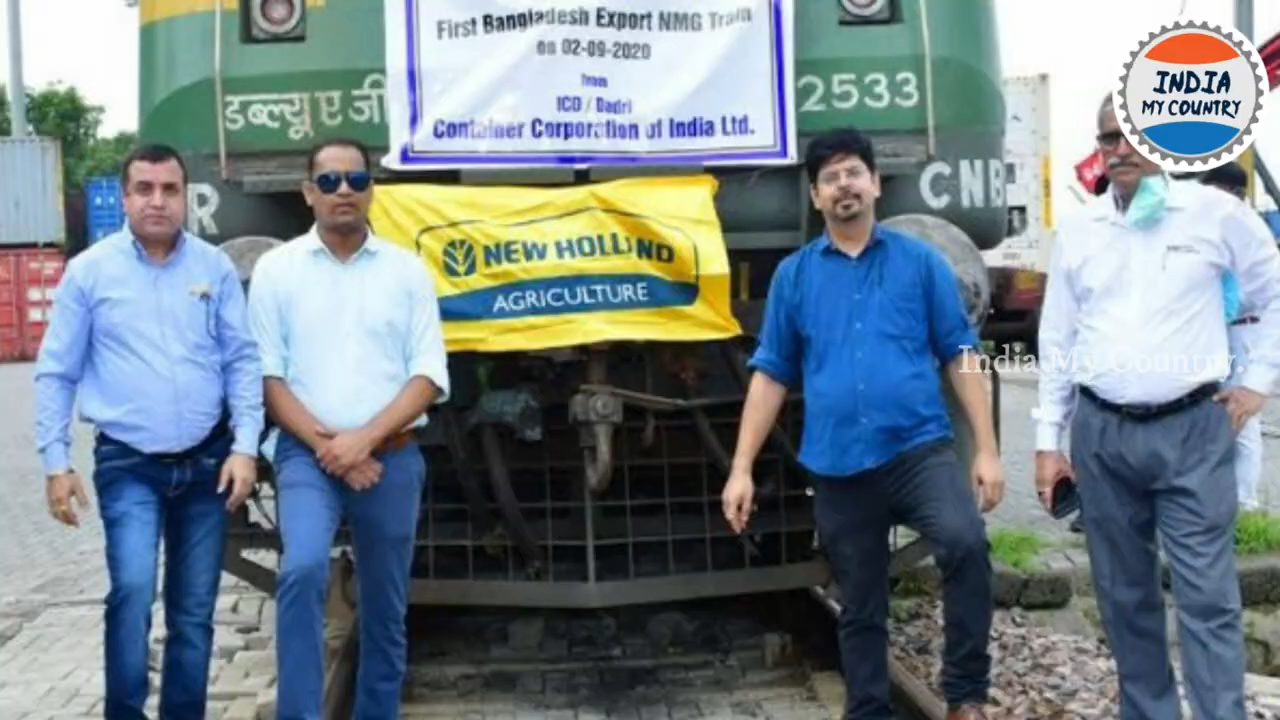 First Bangladesh Export NMG Train
on 02-09-2020
from
ICD / Dadri
Container Corporation of India Ltd.
डब्ल्यू ए जी
2533
R
CNB
NEW HOLLAND
AGRICULTURE
INDIA
MY COUNTRY
India My Country.